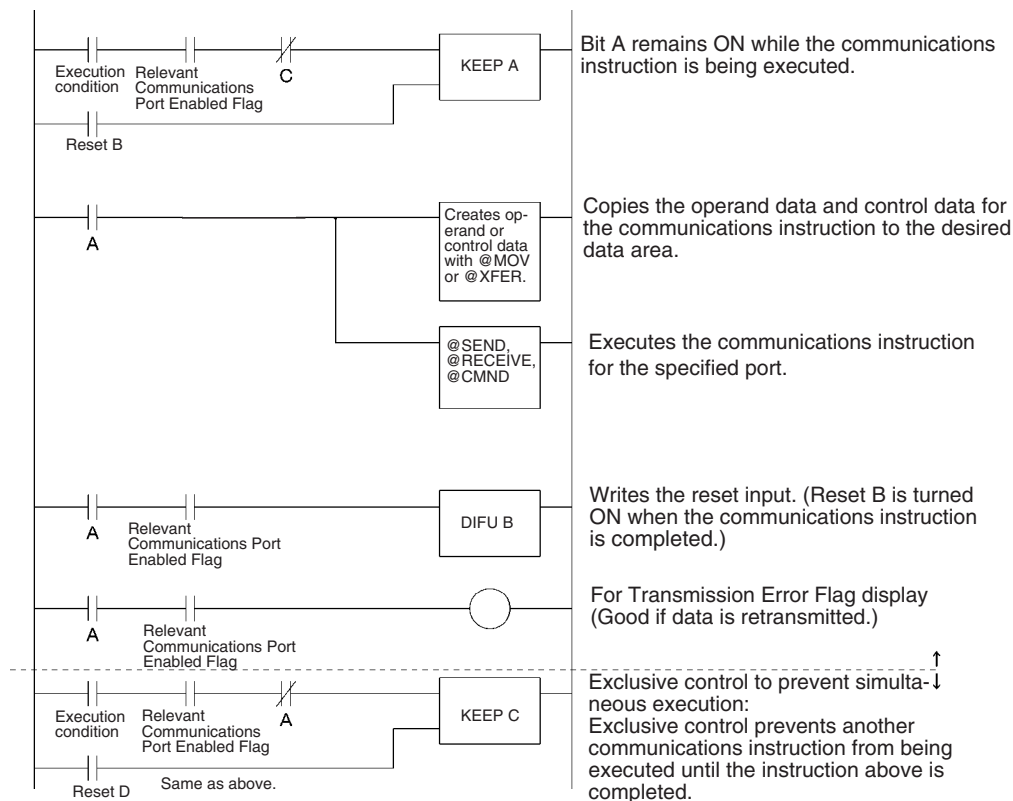 Execution condition
Relevant Communications Port Enabled Flag
C
KEEP A
Reset B
Bit A remains ON while the communications
instruction is being executed.
A
Creates op-
erand or
control data
with @MOV
or @XFER.
Copies the operand data and control data for
the communications instruction to the desired
data area.
@SEND,
@RECEIVE,
@CMND
Executes the communications instruction
for the specified port.
A
Relevant
Communications Port
Enabled Flag
DIFU B
Writes the reset input. (Reset B is turned
ON when the communications instruction
is completed.)
A
Relevant
Communications Port
Enabled Flag
For Transmission Error Flag display
(Good if data is retransmitted.)
Execution
condition
Relevant
Communications
Port Enabled Flag
A
KEEP C
Reset D
Same as above.
↑
Exclusive control to prevent simulta-↓
neous execution:
Exclusive control prevents another
communications instruction from being
executed until the instruction above is
completed.